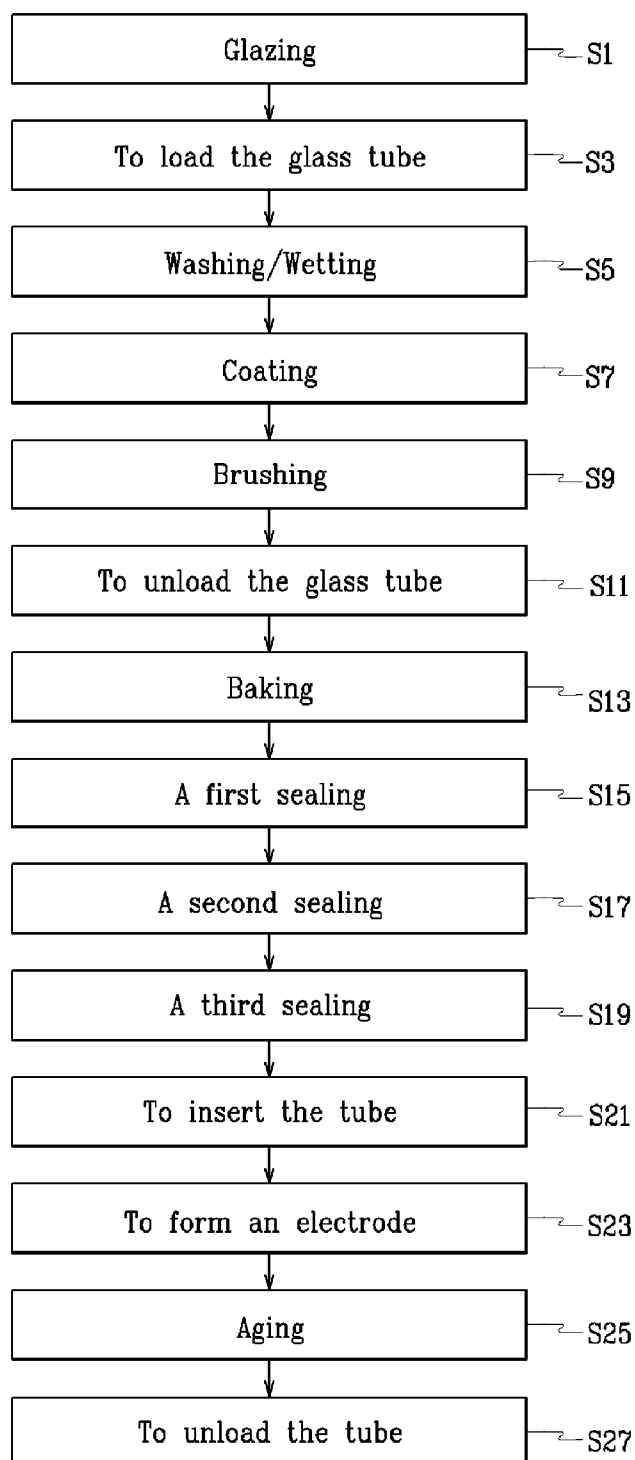 Glazing S1
To load the glass tube S3
Washing/Wetting S5
Coating S7
Brushing S9
To unload the glass tube S11
Baking S13
A first sealing S15
A second sealing S17
A third sealing S19
To insert the tube S21
To form an electrode S23
Aging S25
To unload the tube S27